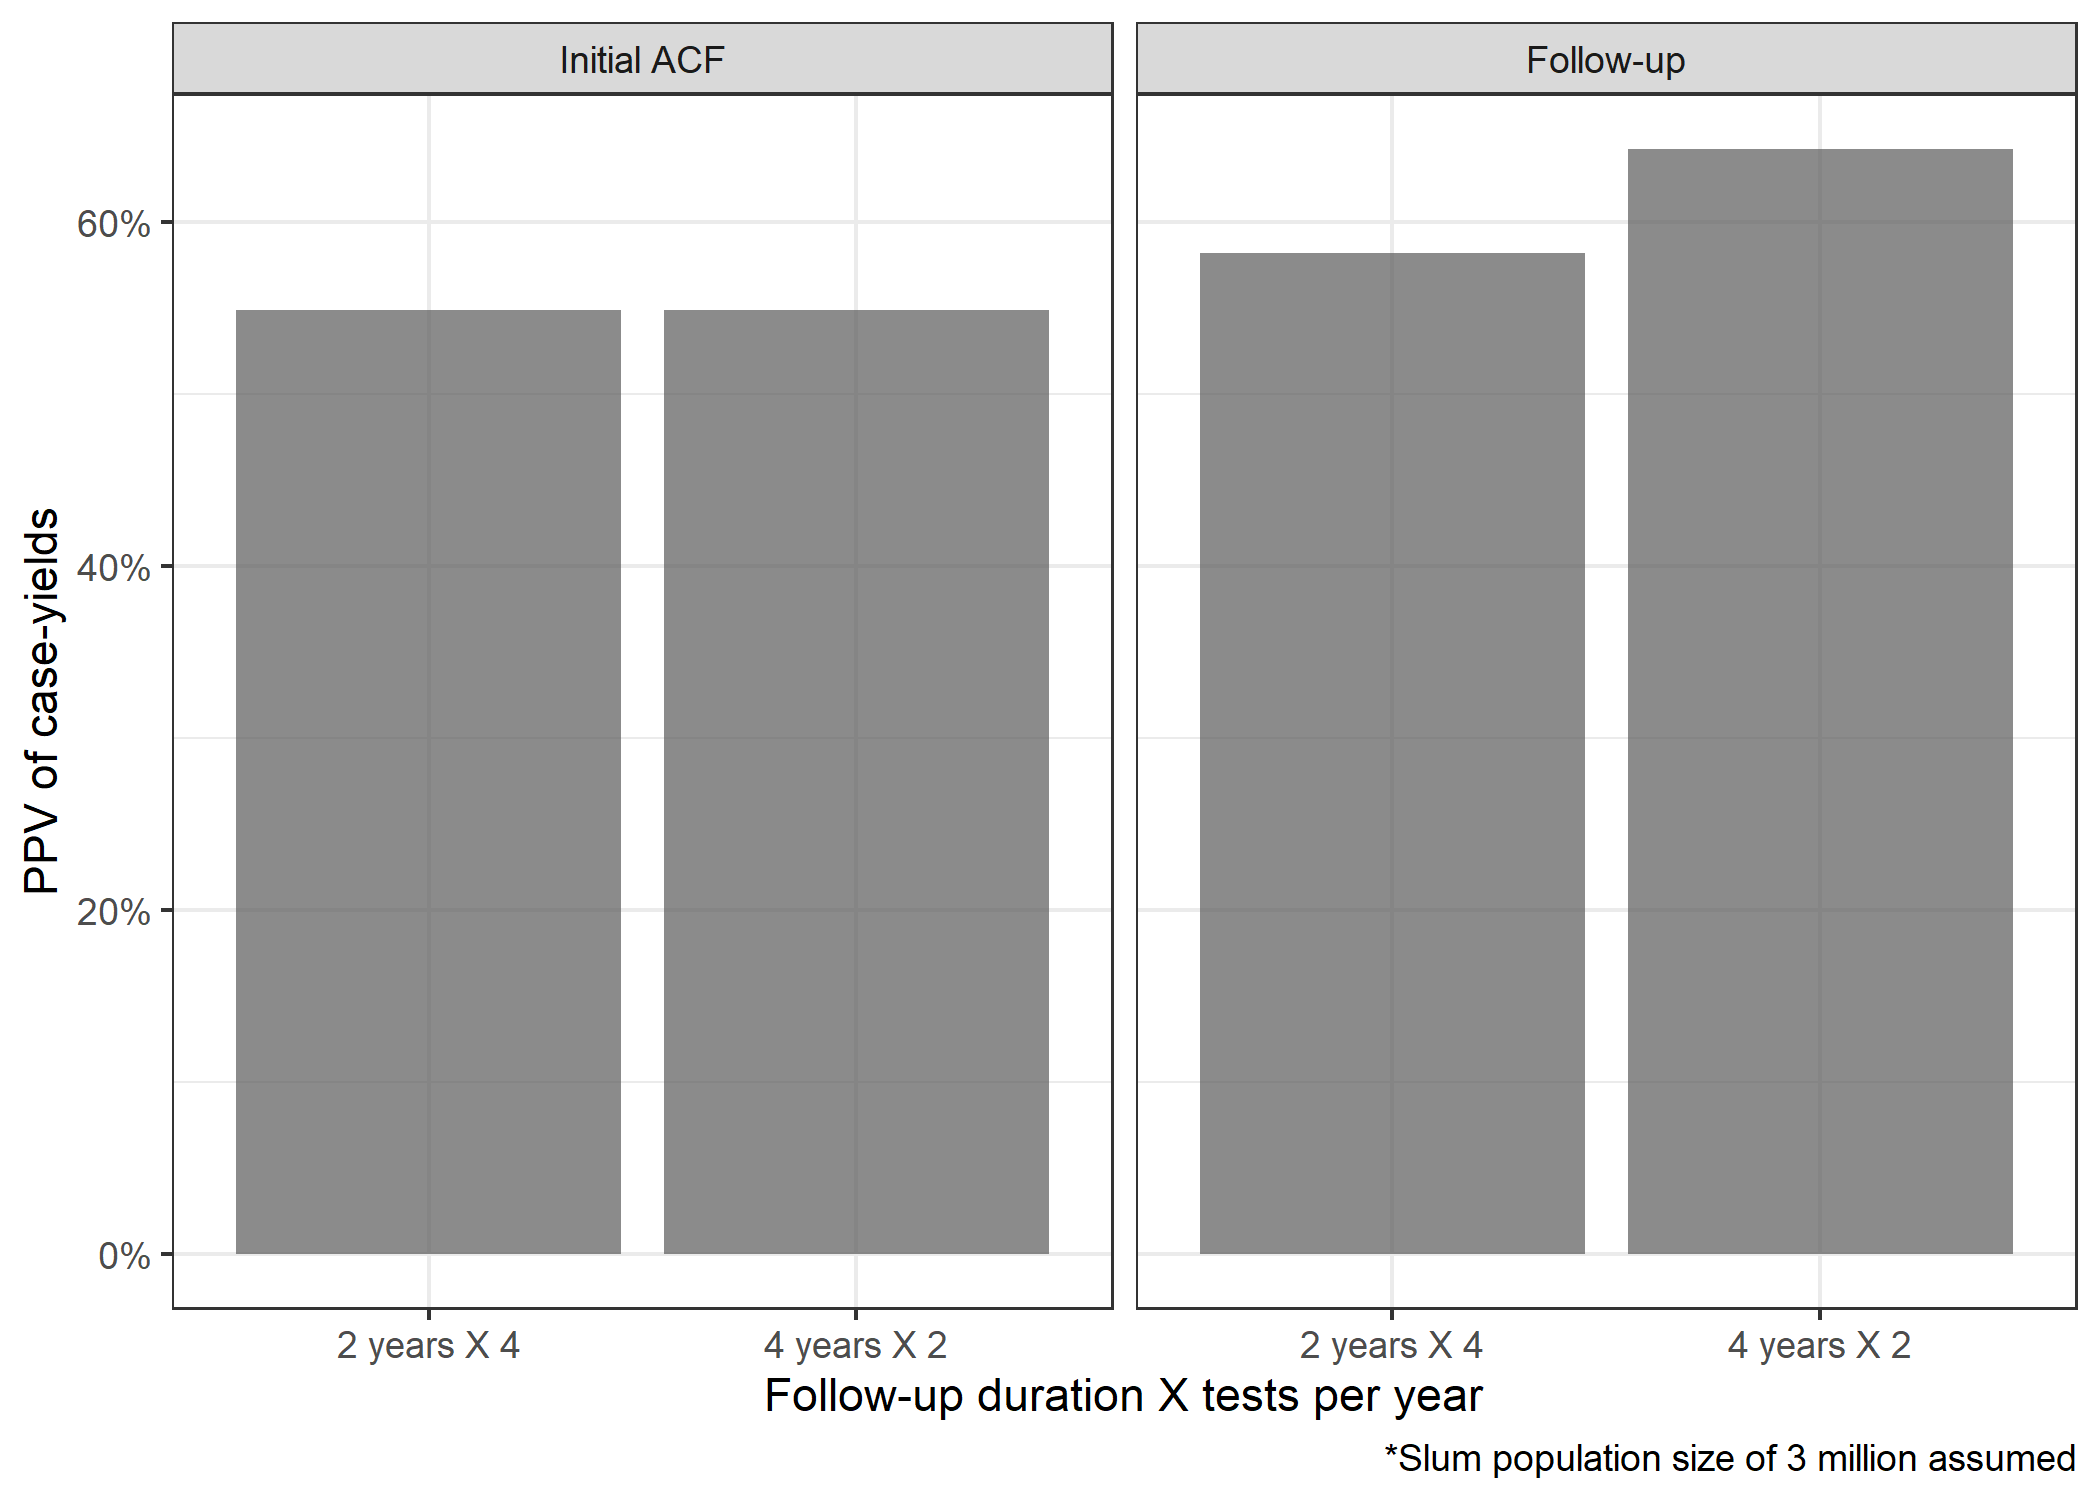 Initial ACF
Follow-up
PPV of case-yields
60%
40%
20%
0%
2 years X 4
4 years X 2
2 years X 4
4 years X 2
Follow-up duration X tests per year
*Slum population size of 3 million assumed